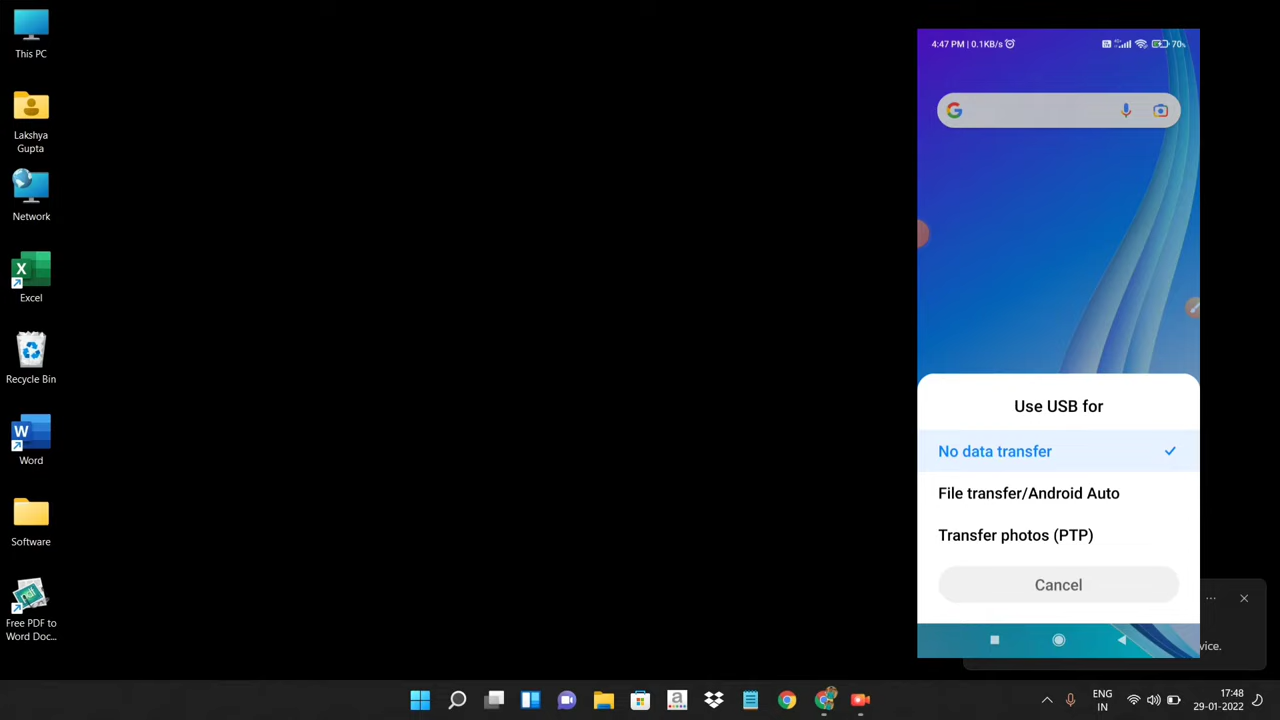 This PC
Lakshya
Gupta
Network
X
Excel
Recycle Bin
W
Word
Software
pdf
Free PDF to
Word Doc...
4:47 PM | 0.1KB/s
70%
G
Use USB for
No data transfer
File transfer/Android Auto
Transfer photos (PTP)
Cancel
vice.
a
ENG
IN
17:48
29-01-2022